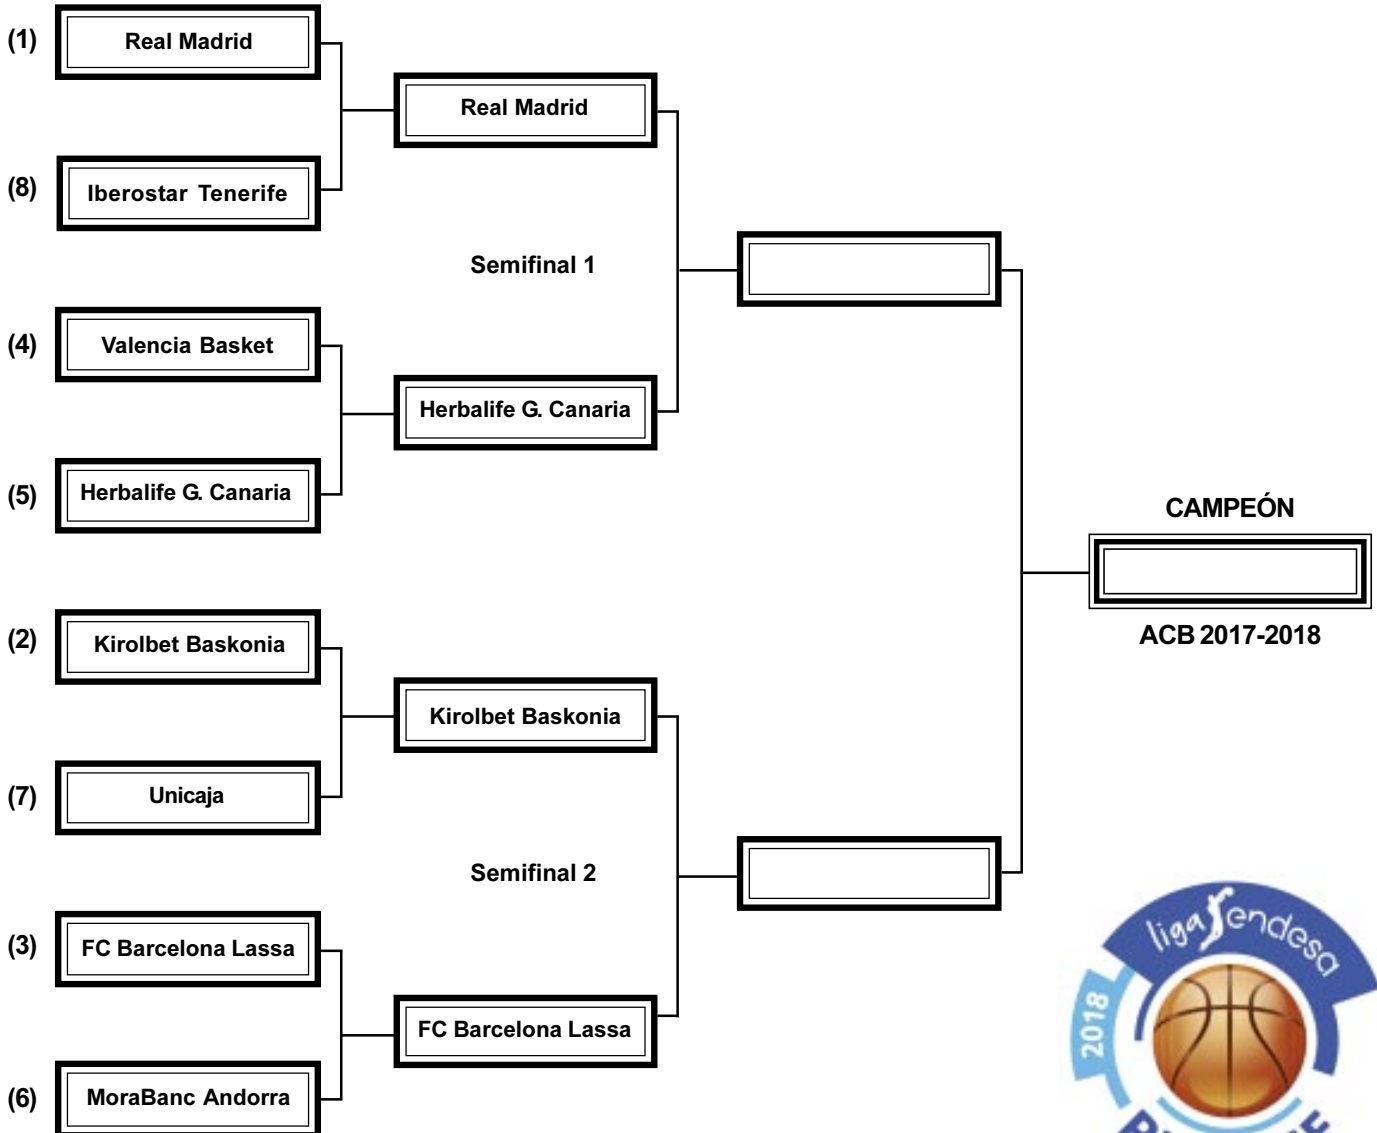 (1)
Real Madrid
Real Madrid
(8)
Iberostar Tenerife
Semifinal 1
(4)
Valencia Basket
Herbalife G. Canaria
(5)
Herbalife G. Canaria
CAMPEÓN
ACB 2017-2018
(2)
Kirolbet Baskonia
Kirolbet Baskonia
(7)
Unicaja
Semifinal 2
(3)
FC Barcelona Lassa
FC Barcelona Lassa
(6)
MoraBanc Andorra
liga endesa
2018